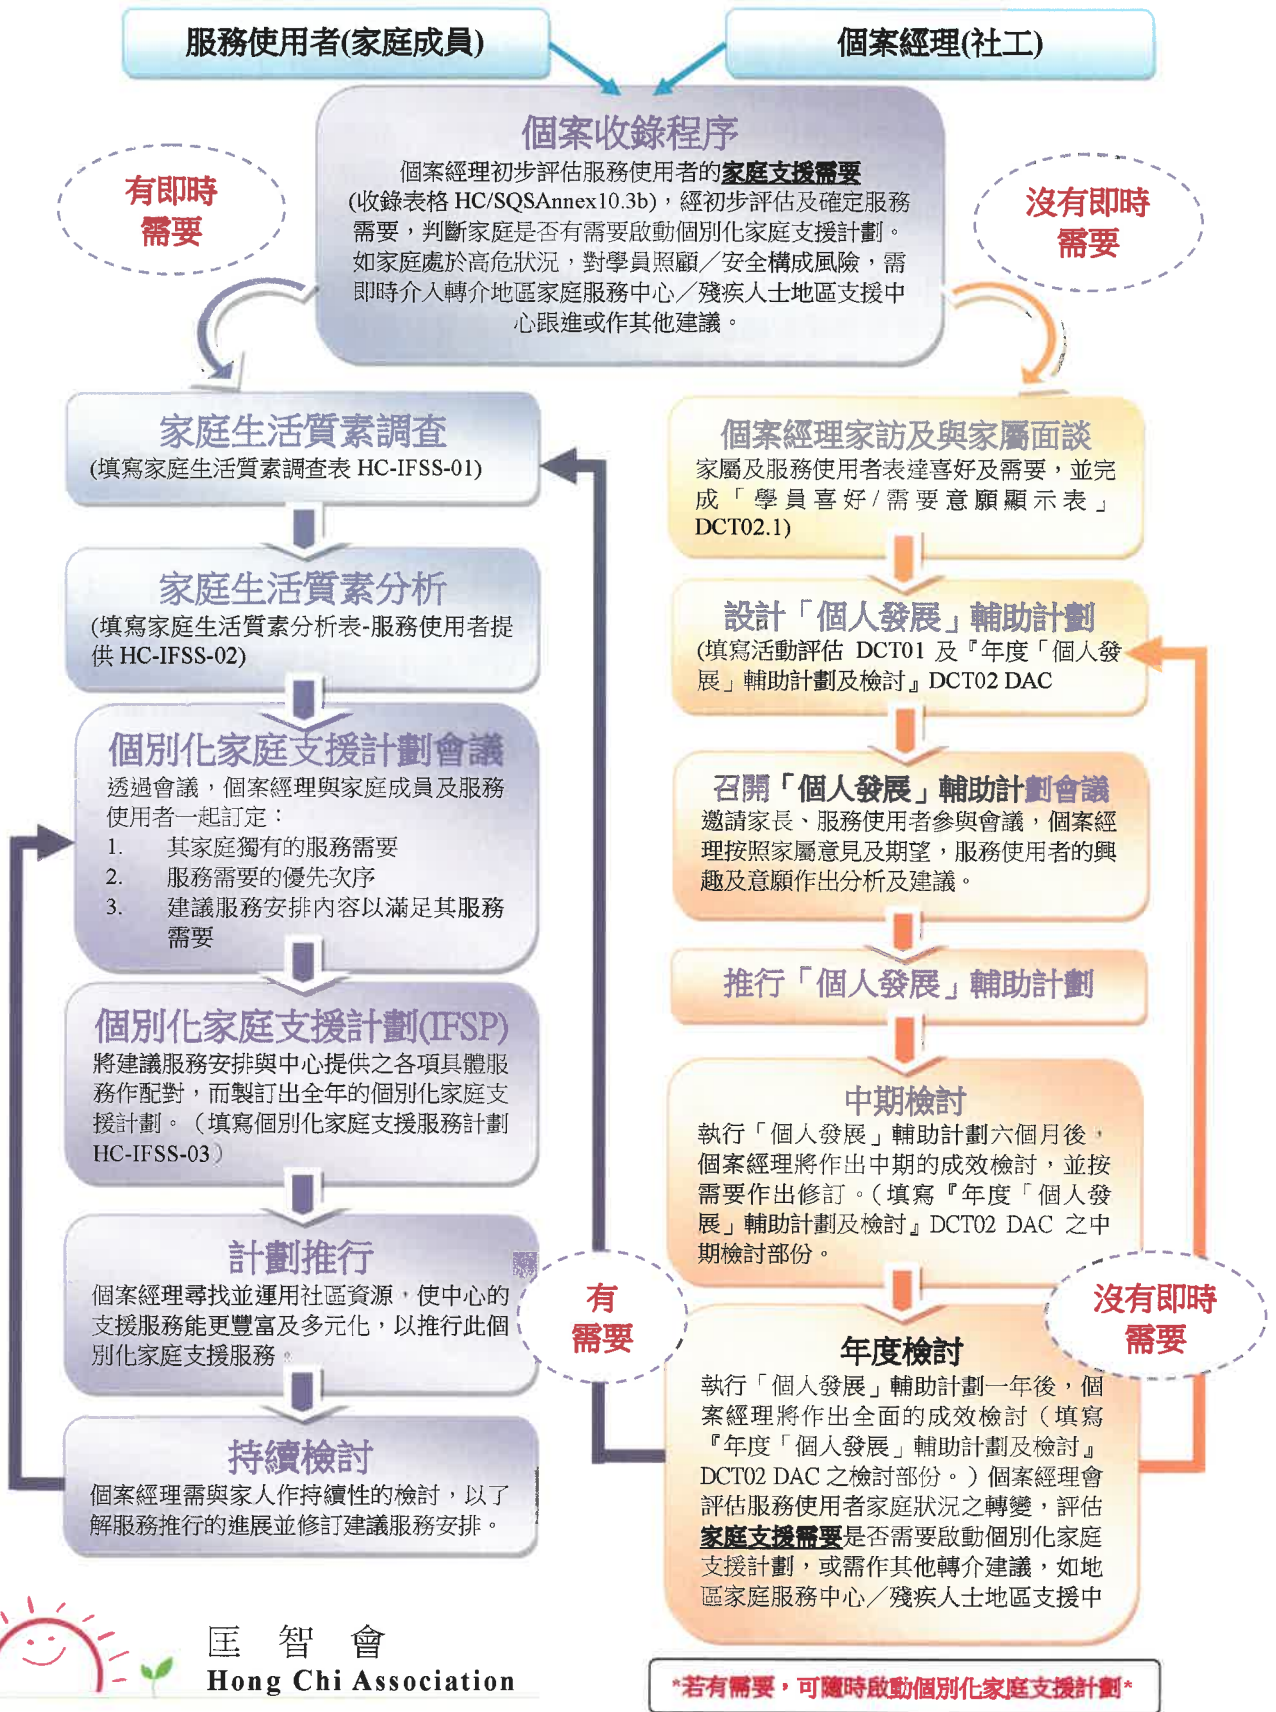 服務使用者(家庭成員)
個案經理(社工)
個案收錄程序
個案經理初步評估服務使用者的家庭支援需要
(收錄表格 HC/SQSAnnex10.3b)，經初步評估及確定服務
需要，判斷家庭是否有需要啟動個別化家庭支援計劃。
如家庭處於高危狀況，對學員照顧／安全構成風險，需
即時介入轉介地區家庭服務中心／殘疾人士地區支援中
心跟進或作其他建議。
有即時
需要
沒有即時
需要
家庭生活質素調查
(填寫家庭生活質素調查表 HC-IFSS-01)
家庭生活質素分析
(填寫家庭生活質素分析表-服務使用者提
供 HC-IFSS-02)
個別化家庭支援計劃會議
透過會議，個案經理與家庭成員及服務
使用者一起訂定：
1. 其家庭獨有的服務需要
2. 服務需要的優先次序
3. 建議服務安排內容以滿足其服務
需要
個別化家庭支援計劃(IFSP)
將建議服務安排與中心提供之各項具體服
務作配對，而製訂出全年的個別化家庭支
援計劃。（填寫個別化家庭支援服務計劃
HC-IFSS-03）
計劃推行
個案經理尋找並運用社區資源，使中心的
支援服務能更豐富及多元化，以推行此個
別化家庭支援服務。
持續檢討
個案經理需與家人作持續性的檢討，以了
解服務推行的進展並修訂建議服務安排。
個案經理家訪及與家屬面談
家屬及服務使用者表達喜好及需要，並完
成「學員喜好/需要意願顯示表」
DCT02.1)
設計「個人發展」輔助計劃
(填寫活動評估 DCT01 及『年度「個人發
展」輔助計劃及檢討』DCT02 DAC
召開「個人發展」輔助計劃會議
邀請家長、服務使用者參與會議，個案經
理按照家屬意見及期望，服務使用者的興
趣及意願作出分析及建議。
推行「個人發展」輔助計劃
中期檢討
執行「個人發展」輔助計劃六個月後，
個案經理將作出中期的成效檢討，並按
需要作出修訂。（填寫『年度「個人發
展」輔助計劃及檢討』DCT02 DAC 之中
期檢討部份。
有
需要
沒有即時
需要
年度檢討
執行「個人發展」輔助計劃一年後，個
案經理將作出全面的成效檢討（填寫
『年度「個人發展」輔助計劃及檢討』
DCT02 DAC 之檢討部份。）個案經理會
評估服務使用者家庭狀況之轉變，評估
家庭支援需要是否需要啟動個別化家庭
支援計劃，或需作其他轉介建議，如地
區家庭服務中心／殘疾人士地區支援中
匡智會
Hong Chi Association
*若有需要，可隨時啟動個別化家庭支援計劃*